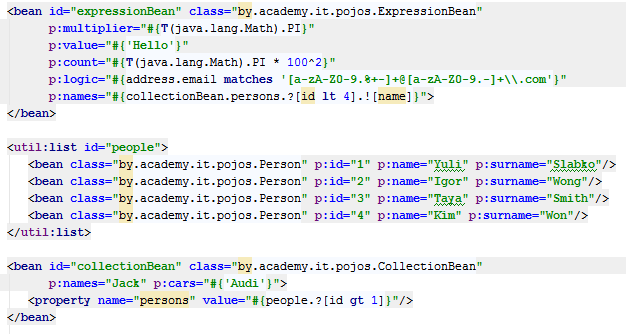 <bean id="expressionBean" class="by.academy.it.pojos.ExpressionBean"
p:multiplier="#{T(java.lang.Math).PI}"
p:value="#{'Hello'}"
p:count="#{T(java.lang.Math).PI * 100^2}"
p:logic="#{address.email matches '[a-zA-Z0-9.%+-]+@[a-zA-Z0-9.-]+\\.com'}"
p:names="#{collectionBean.persons.?[id lt 4].![name]}">
</bean>
<util:list id="people">
<bean class="by.academy.it.pojos.Person" p:id="1" p:name="Yuli" p:surname="Slabko"/>
<bean class="by.academy.it.pojos.Person" p:id="2" p:name="Igor" p:surname="Wong"/>
<bean class="by.academy.it.pojos.Person" p:id="3" p:name="Taya" p:surname="Smith"/>
<bean class="by.academy.it.pojos.Person" p:id="4" p:name="Kim" p:surname="Won"/>
</util:list>
<bean id="collectionBean" class="by.academy.it.pojos.CollectionBean"
p:names="Jack" p:cars="#{'Audi'}">
<property name="persons" value="#{people.?[id gt 1]}"/>